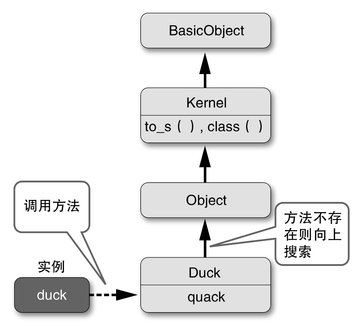 BasicObject
Kernel
to_s ( ) , class ( )
Object
调用方法
方法不存
在则向上
搜索
实例
duck
Duck
quack